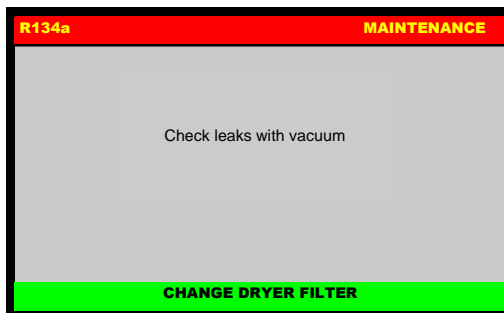 R134a MAINTENANCE
Check leaks with vacuum
CHANGE DRYER FILTER